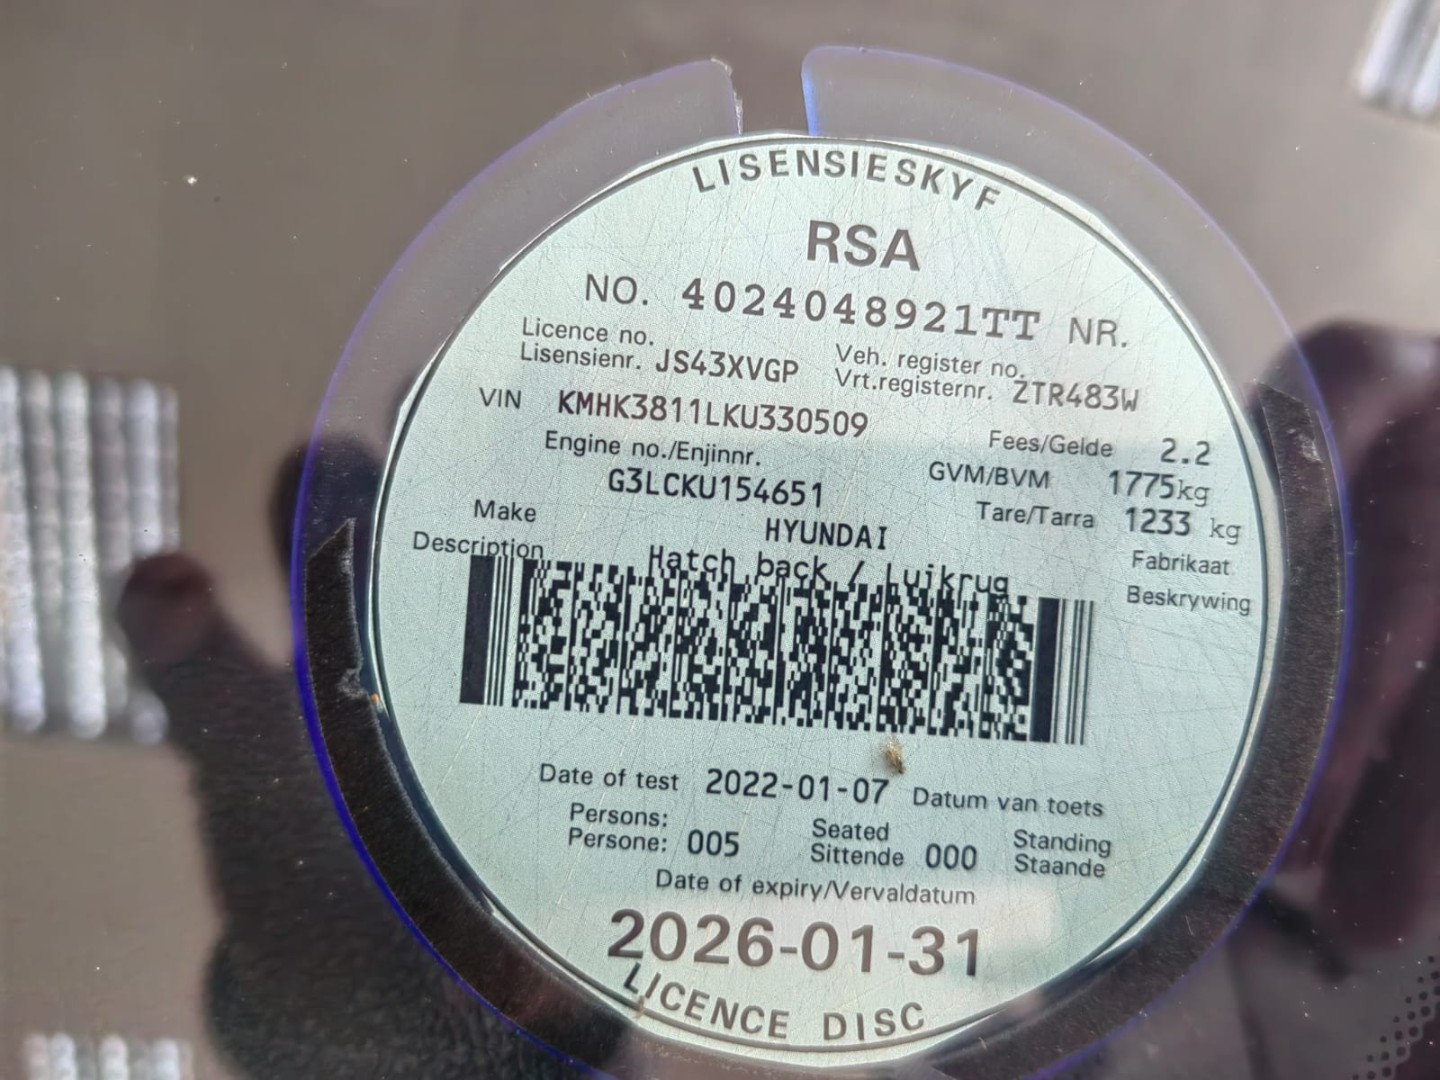 LISENSIESKYF
RSA
NO. 4024048921TT NR.
Licence no.
Lisensienr. JS43XVGP
Veh. register no.
Vrt.registernr. ZTR483W
VIN KMHK3811LKU330509
Engine no./Enjinnr.
G3LCKU154651
Fees/Gelde 2.2
GVM/BVM 1775kg
Tare/Tarra 1233 kg
Make HYUNDAI Fabrikaat
Description Hatch back / Luikrug Beskrywing
Date of test 2022-01-07 Datum van toets
Persons:
Persone: 005
Seated
Sittende 000
Standing
Staande
Date of expiry/Vervaldatum
2026-01-31
LICENCE DISC